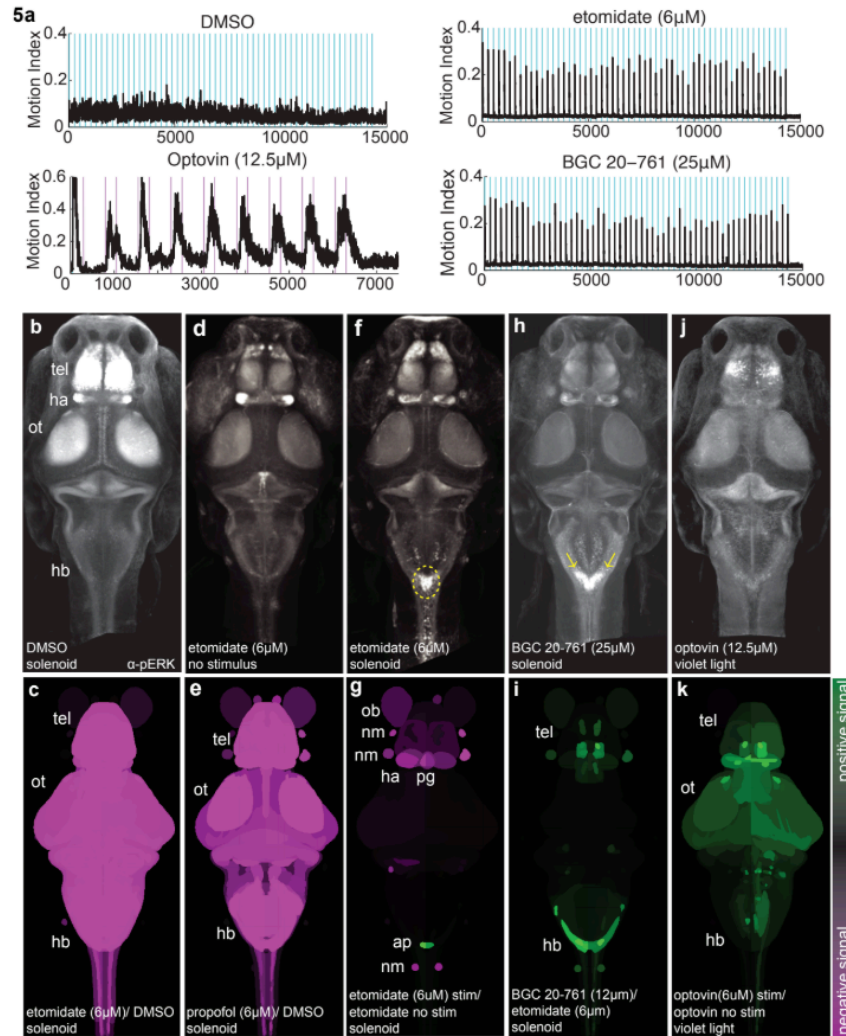 5a
DMSO
Motion Index
0.4
0.2
0
0
5000
10000
15000
etomidate (6µM)
Motion Index
0.4
0.2
0
0
5000
10000
15000
Optovin (12.5µM)
Motion Index
0.6
0.4
0.2
0
0
1000
3000
5000
7000
BGC 20-761 (25µM)
Motion Index
0.4
0.2
0
0
5000
10000
15000
b
tel
ha
ot
hb
DMSO
solenoid α-pERK
d
etomidate (6µM)
no stimulus
f
etomidate (6µM)
solenoid
h
BGC 20-761 (25µM)
solenoid
j
optovin (12.5µM)
violet light
c
tel
ot
hb
etomidate (6µM)/ DMSO
solenoid
e
tel
hb
propofol (6µM)/ DMSO
solenoid
g
ob
nm
nm
ha pg
ap
nm
etomidate (6uM) stim/
etomidate no stim
solenoid
i
tel
hb
BGC 20-761 (12µm)/
etomidate (6µm)
solenoid
k
tel
ot
hb
optovin(6uM) stim/
optovin no stim
violet light
positive signal
negative signal